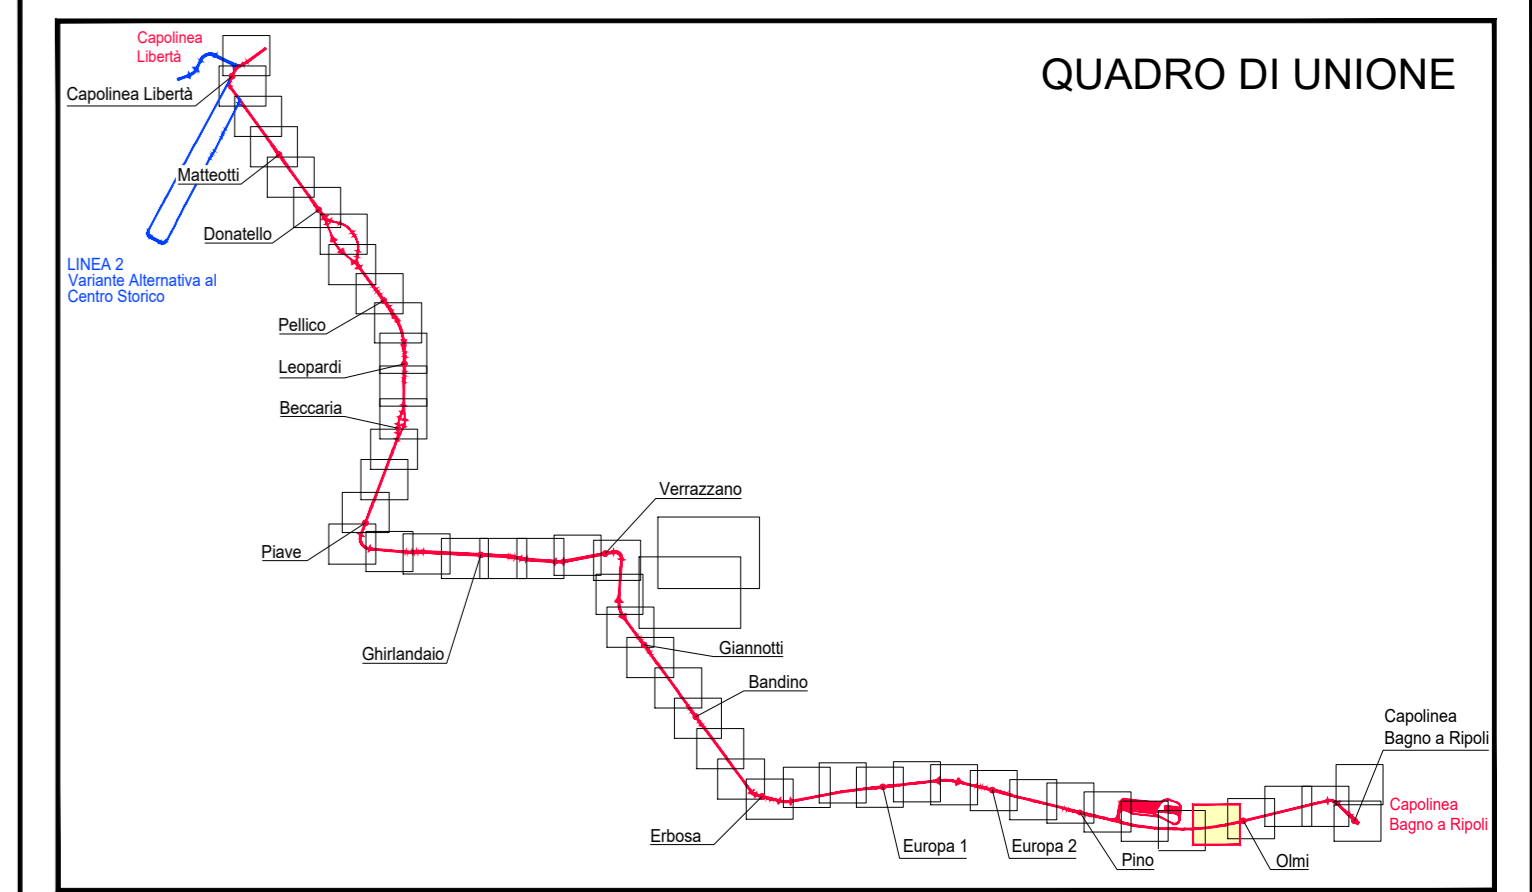 Capolinea
Libertà
QUADRO DI UNIONE
Capolinea Libertà
Matteotti
Donatello
LINEA 2
Variante Alternativa al
Centro Storico
Pellico
Leopardi
Beccaria
Verrazzano
Piave
Ghirlandaio
Giannotti
Bandino
Capolinea
Bagno a Ripoli
Capolinea
Bagno a Ripoli
Erbosa
Europa 1
Europa 2
Pino
Olmi